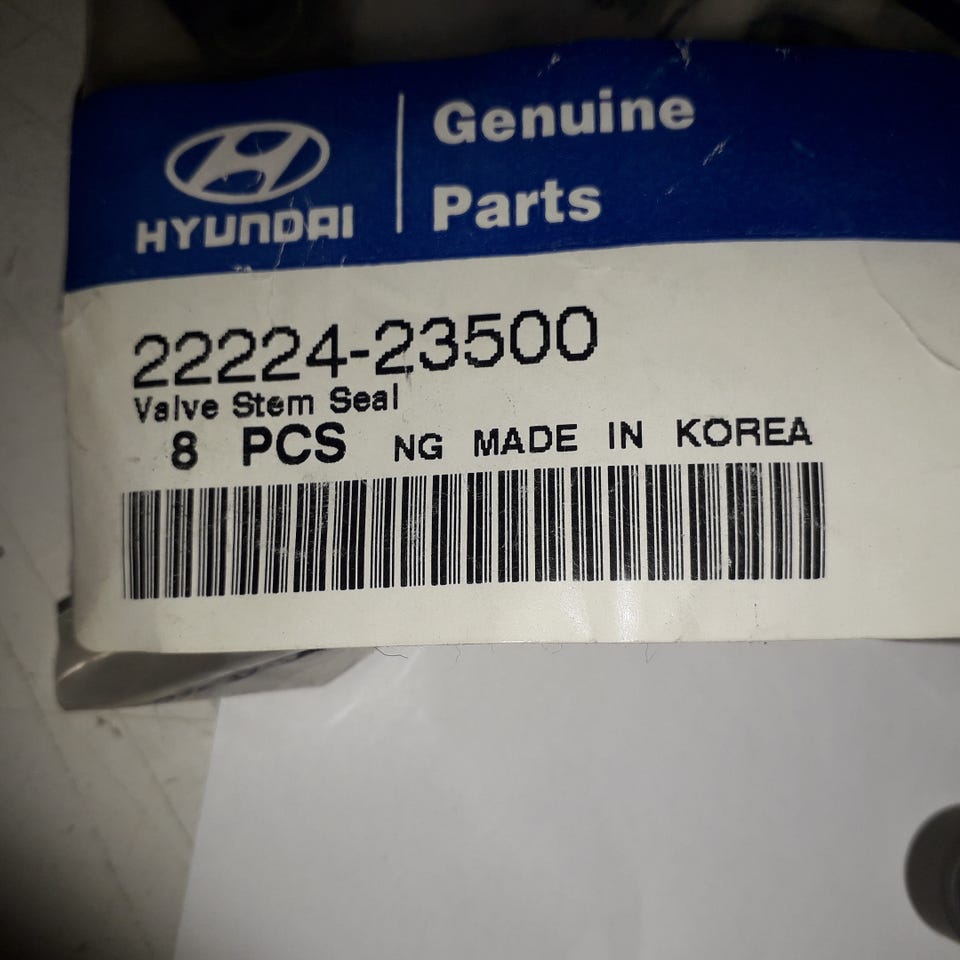 Genuine
Parts
HYUNDAI
22224-23500
Valve Stem Seal
8 PCS NG MADE IN KOREA